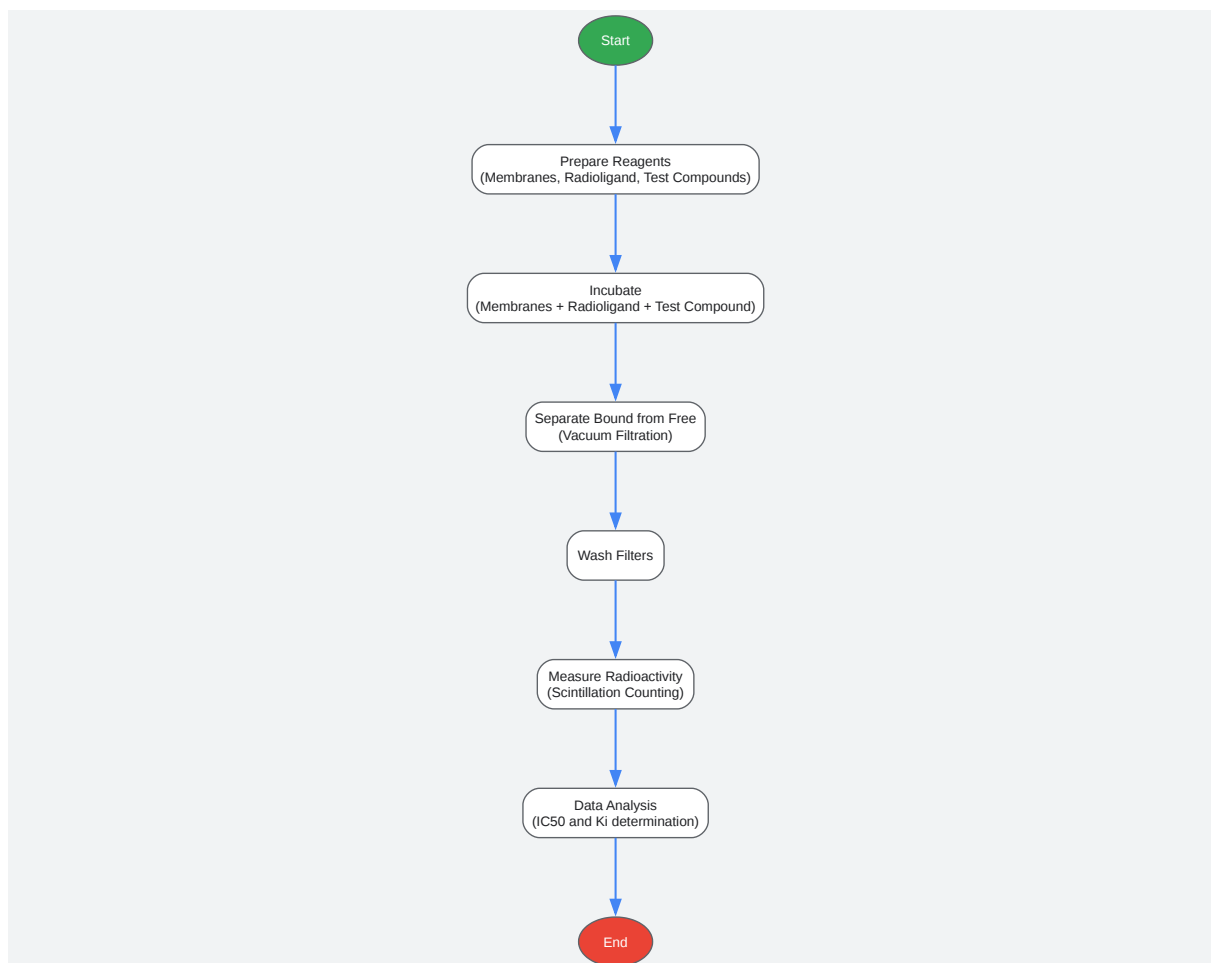 Start
Prepare Reagents
(Membranes, Radioligand, Test Compounds)
Incubate
(Membranes + Radioligand + Test Compound)
Separate Bound from Free
(Vacuum Filtration)
Wash Filters
Measure Radioactivity
(Scintillation Counting)
Data Analysis
(IC50 and Ki determination)
End